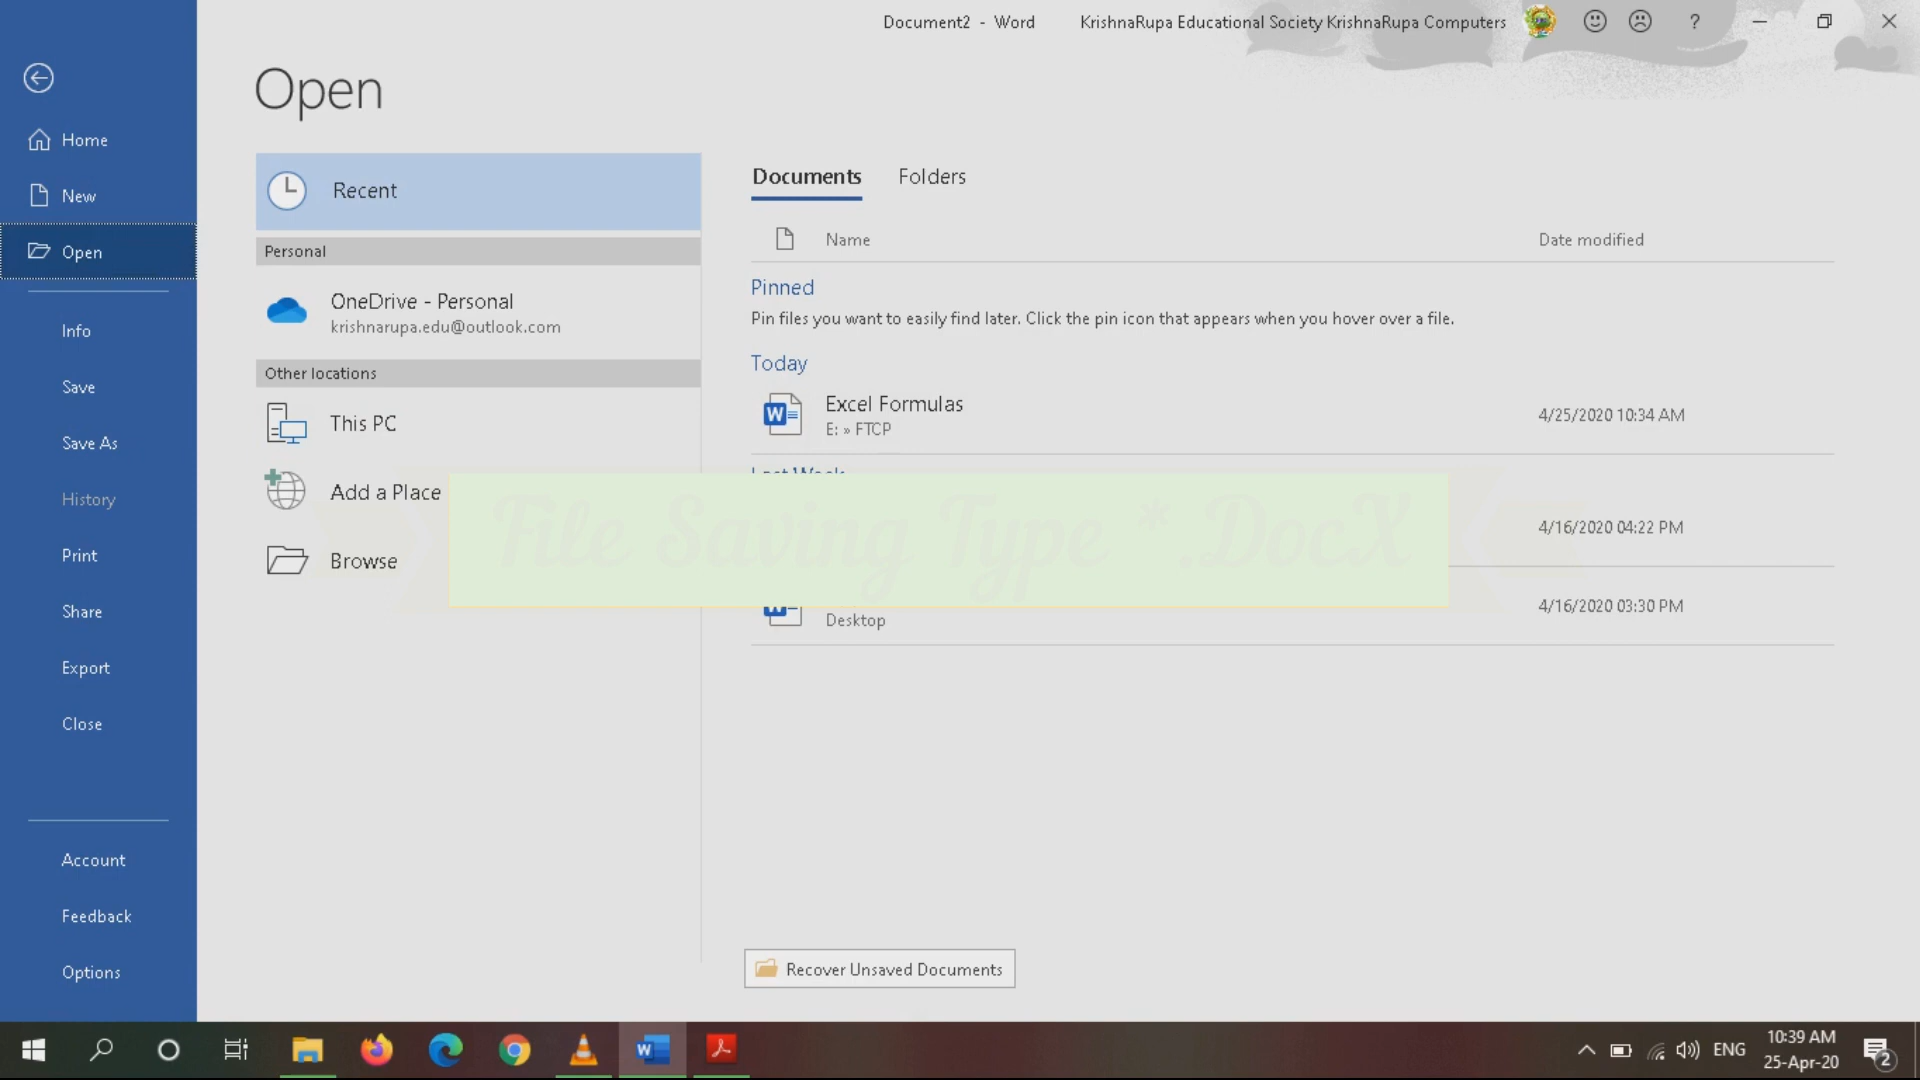 Document2 - Word
KrishnaRupa Educational Society KrishnaRupa Computers
?
Open
Home
New
Open
Info
Save
Save As
History
Print
Share
Export
Close
Account
Feedback
Options
Recent
Personal
OneDrive - Personal
krishnarupa.edu@outlook.com
Other locations
This PC
Add a Place
Browse
Documents Folders
Name Date modified
Pinned
Pin files you want to easily find later. Click the pin icon that appears when you hover over a file.
Today
Excel Formulas
E: » FTCP
4/25/2020 10:34 AM
Last Week
4/16/2020 04:22 PM
File Saving Type *.DocX
4/16/2020 03:30 PM
Desktop
Recover Unsaved Documents
ENG
10:39 AM
25-Apr-20
2